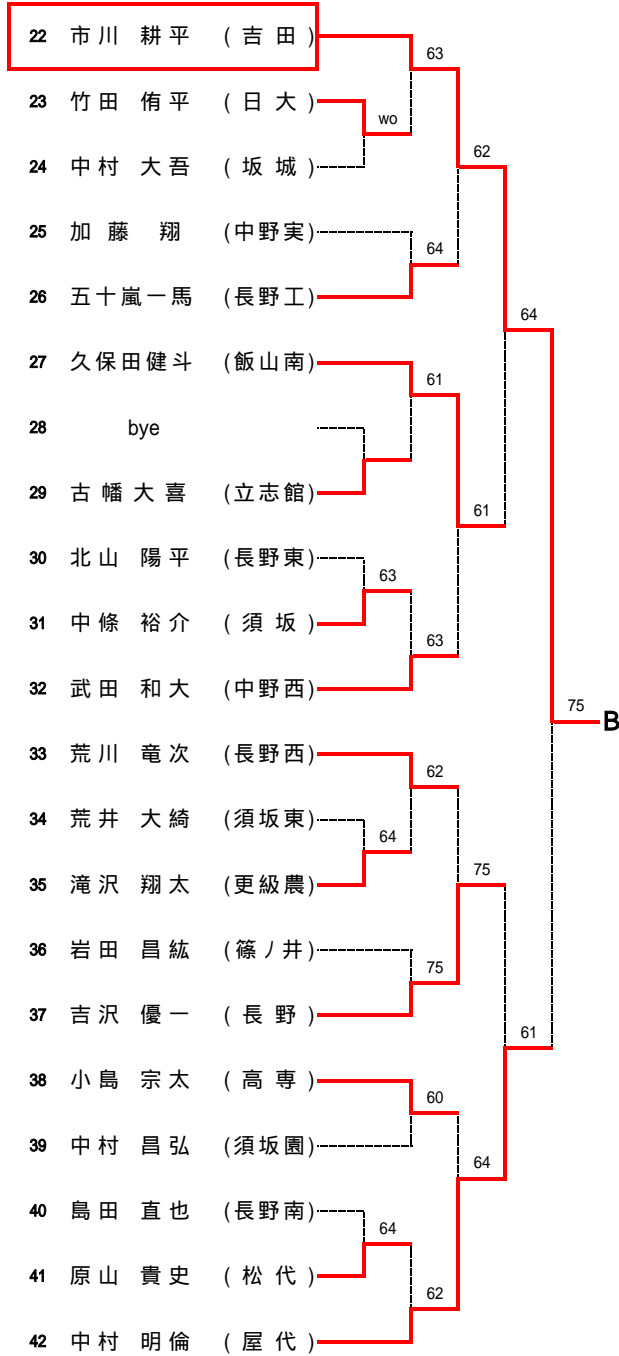 22 市川 耕平 (吉田)
63
23 竹田 侑平 (日大)
wo
24 中村 大吾 (坂城)
62
25 加藤 翔 (中野実)
64
26 五十嵐一馬 (長野工)
64
27 久保田健斗 (飯山南)
61
28 bye
29 古幡大喜 (立志館)
61
30 北山 陽平 (長野東)
63
31 中條 裕介 (須坂)
63
32 武田 和大 (中野西)
75 B
33 荒川 竜次 (長野西)
62
34 荒井 大綺 (須坂東)
64
35 滝沢 翔太 (更級農)
75
36 岩田 昌紘 (篠ノ井)
75
37 吉沢 優一 (長野)
61
38 小島 宗太 (高専)
60
39 中村 昌弘 (須坂園)
64
40 島田 直也 (長野南)
64
41 原山 貴史 (松代)
62
42 中村 明倫 (屋代)